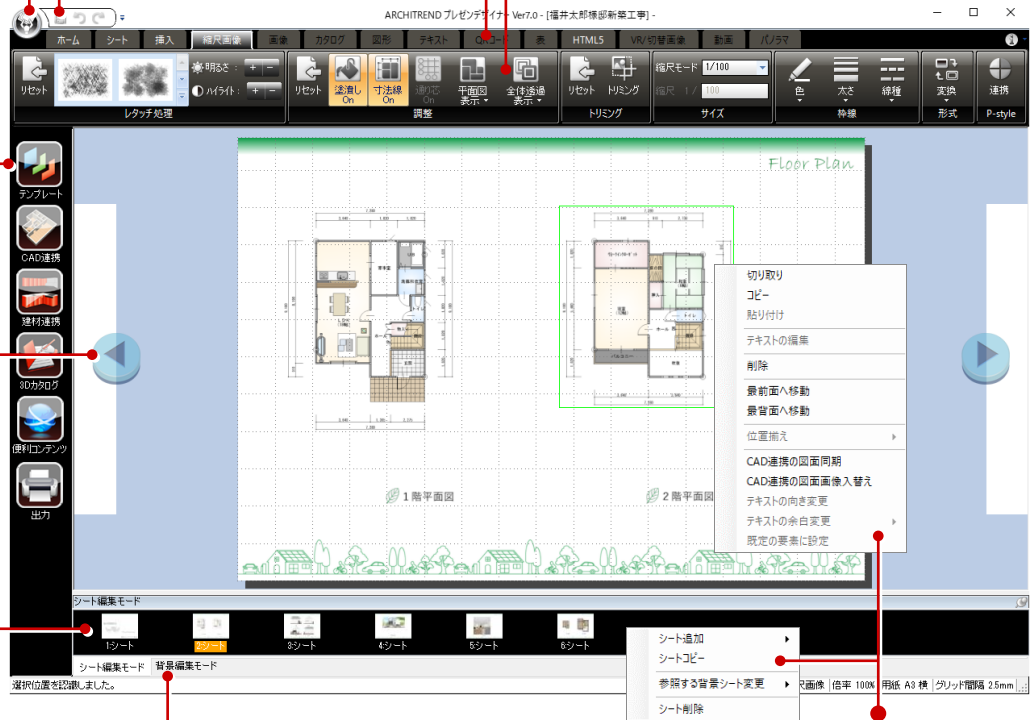 ARCHITREND プレゼンデザイナー Ver7.0 - [福井太郎様邸新築工事] -
ホーム シート 挿入 縮尺画像 画像 カタログ 図形 テキスト QRコード 表 HTML5 VR/切替画像 動画 パノラマ
リセット 明るさ : + -
ハイライト : + -
レタッチ処理
リセット 塗潰し On 寸法線 On 通り芯 On 平面図 表示 全体透過 表示
調整
リセット トリミング
トリミング
縮尺モード 1/100
縮尺 1 / 100
サイズ
色 太さ 線種
枠線
変換
形式
連携
P-style
テンプレート
CAD連携
建材連携
3Dカタログ
便利コンテンツ
出力
Floor Plan
1階平面図
2階平面図
切り取り
コピー
貼り付け
テキストの編集
削除
最前面へ移動
最背面へ移動
位置揃え
CAD連携の図面同期
CAD連携の図面画像入替え
テキストの向き変更
テキストの余白変更
既定の要素に設定
シート編集モード
1:シート 2:シート 3:シート 4:シート 5:シート 6:シート
シート編集モード 背景編集モード
シート追加
シートコピー
参照する背景シート変更
シート削除
選択位置を認識しました。
尺画像 倍率 100% 用紙 A3 横 グリッド間隔 2.5mm